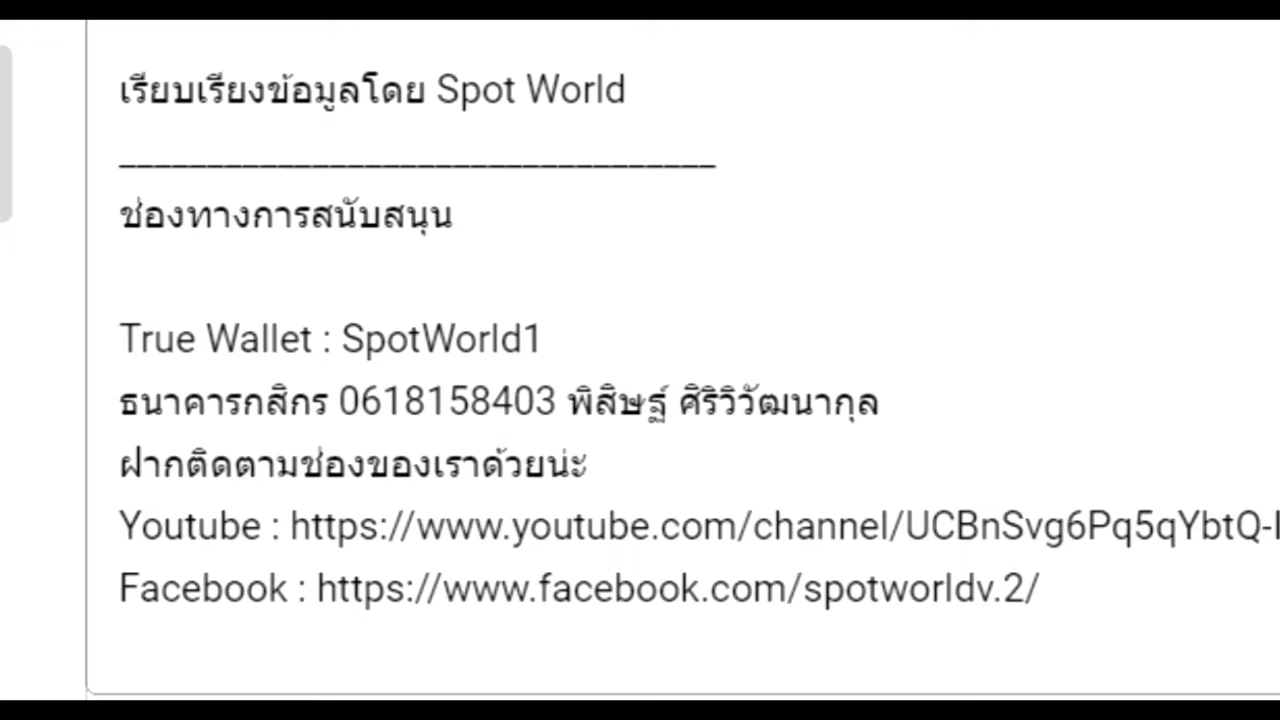 เรียบเรียงข้อมูลโดย Spot World
__________________________________
ช่องทางการสนับสนุน
True Wallet : SpotWorld1
ธนาคารกสิกร 0618158403 พิสิษฐ์ ศิริวิวัฒนากุล
ฝากติดตามช่องของเราด้วยน่ะ
Youtube : https://www.youtube.com/channel/UCBnSvg6Pq5qYbtQ-
Facebook : https://www.facebook.com/spotworldv.2/